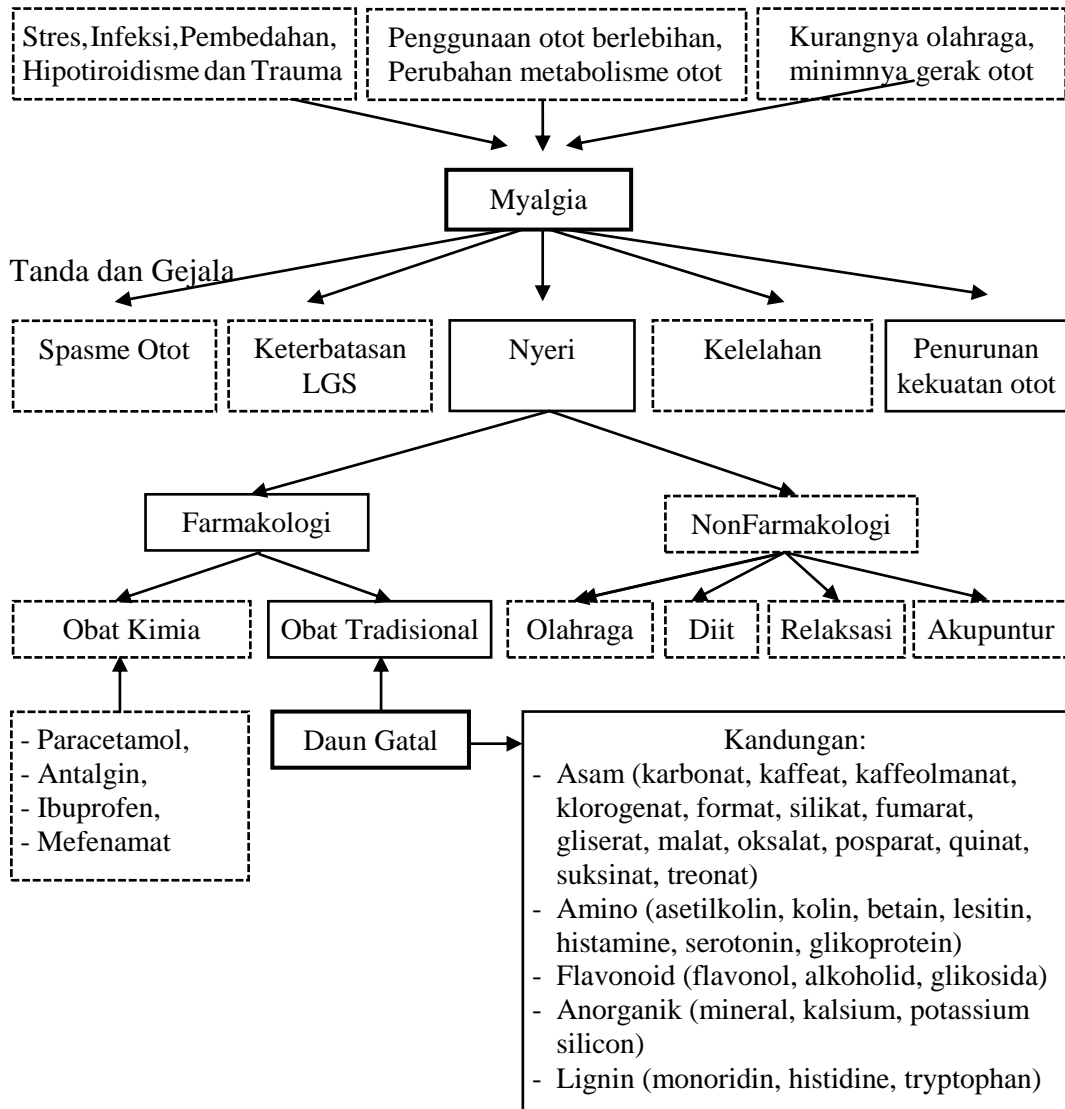 Stres, Infeksi, Pembedahan,
Hipotiroidisme dan Trauma
Penggunaan otot berlebihan,
Perubahan metabolisme otot
Kurangnya olahraga,
minimnya gerak otot
Myalgia
Tanda dan Gejala
Spasme Otot
Keterbatasan
LGS
Nyeri
Kelelahan
Penurunan
kekuatan otot
Farmakologi
NonFarmakologi
Obat Kimia
Obat Tradisional
Olahraga
Diit
Relaksasi
Akupuntur
- Paracetamol,
- Antalgin,
- Ibuprofen,
- Mefenamat
Daun Gatal
Kandungan:
- Asam (karbonat, kaffeat, kaffeolmanat,
klorogenat, format, silikat, fumarat,
gliserat, malat, oksalat, posparat, quinat,
suksinat, treonat)
- Amino (asetilkolin, kolin, betain, lesitin,
histamine, serotonin, glikoprotein)
- Flavonoid (flavonol, alkoholid, glikosida)
- Anorganik (mineral, kalsium, potassium
silicon)
- Lignin (monoridin, histidine, tryptophan)